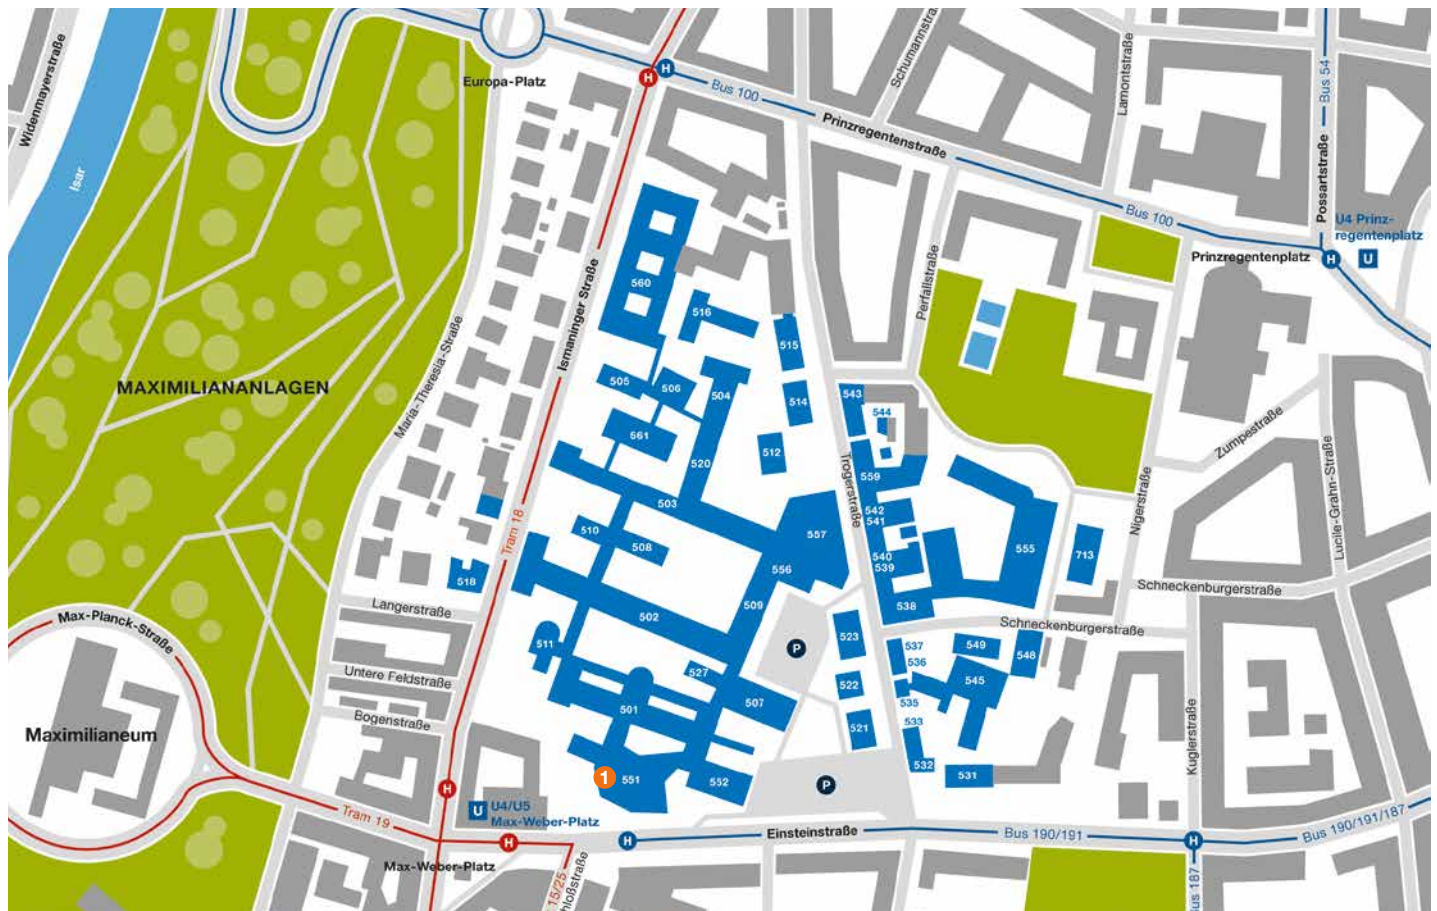 Widenmayerstraße
Isar
Europa-Platz
H
H
Bus 100
Prinzregentenstraße
Lamontstraße
Bus 54
Possartstraße
Bus 100
U4 Prinz-
regentenplatz
Prinzregentenplatz
H
U
Perfallstraße
Ismaninger Straße
560
516
515
505
506
504
514
543
544
MAXIMILIANANLAGEN
Maria-Theresia-Straße
561
512
520
559
Trogerstraße
Zumpestraße
Lucile-Grahn-Straße
Nigerstraße
503
542
541
Tram 18
510
508
557
555
713
540
539
556
518
Schneckenburgerstraße
Langerstraße
502
509
538
Max-Planck-Straße
523
Schneckenburgerstraße
511
P
537
536
549
548
Untere Feldstraße
527
522
545
535
501
507
Bogenstraße
521
533
Maximilianeum
532
531
Kuglerstraße
1
551
552
P
H
U
U4/U5
Max-Weber-Platz
Tram 19
H
H
Einsteinstraße
Bus 190/191
H
Bus 190/191/187
Max-Weber-Platz
15/25
Bus 187